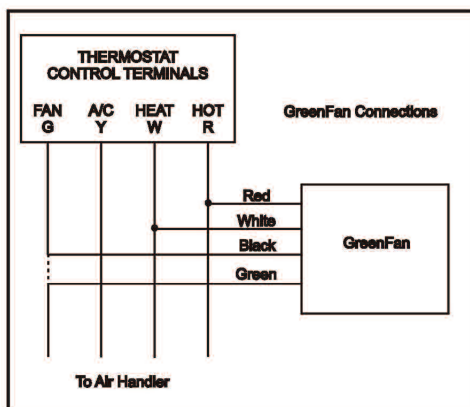 THERMOSTAT
CONTROL TERMINALS
FAN A/C HEAT HOT
G Y W R
GreenFan Connections
Red
White
Black
Green
GreenFan
To Air Handler